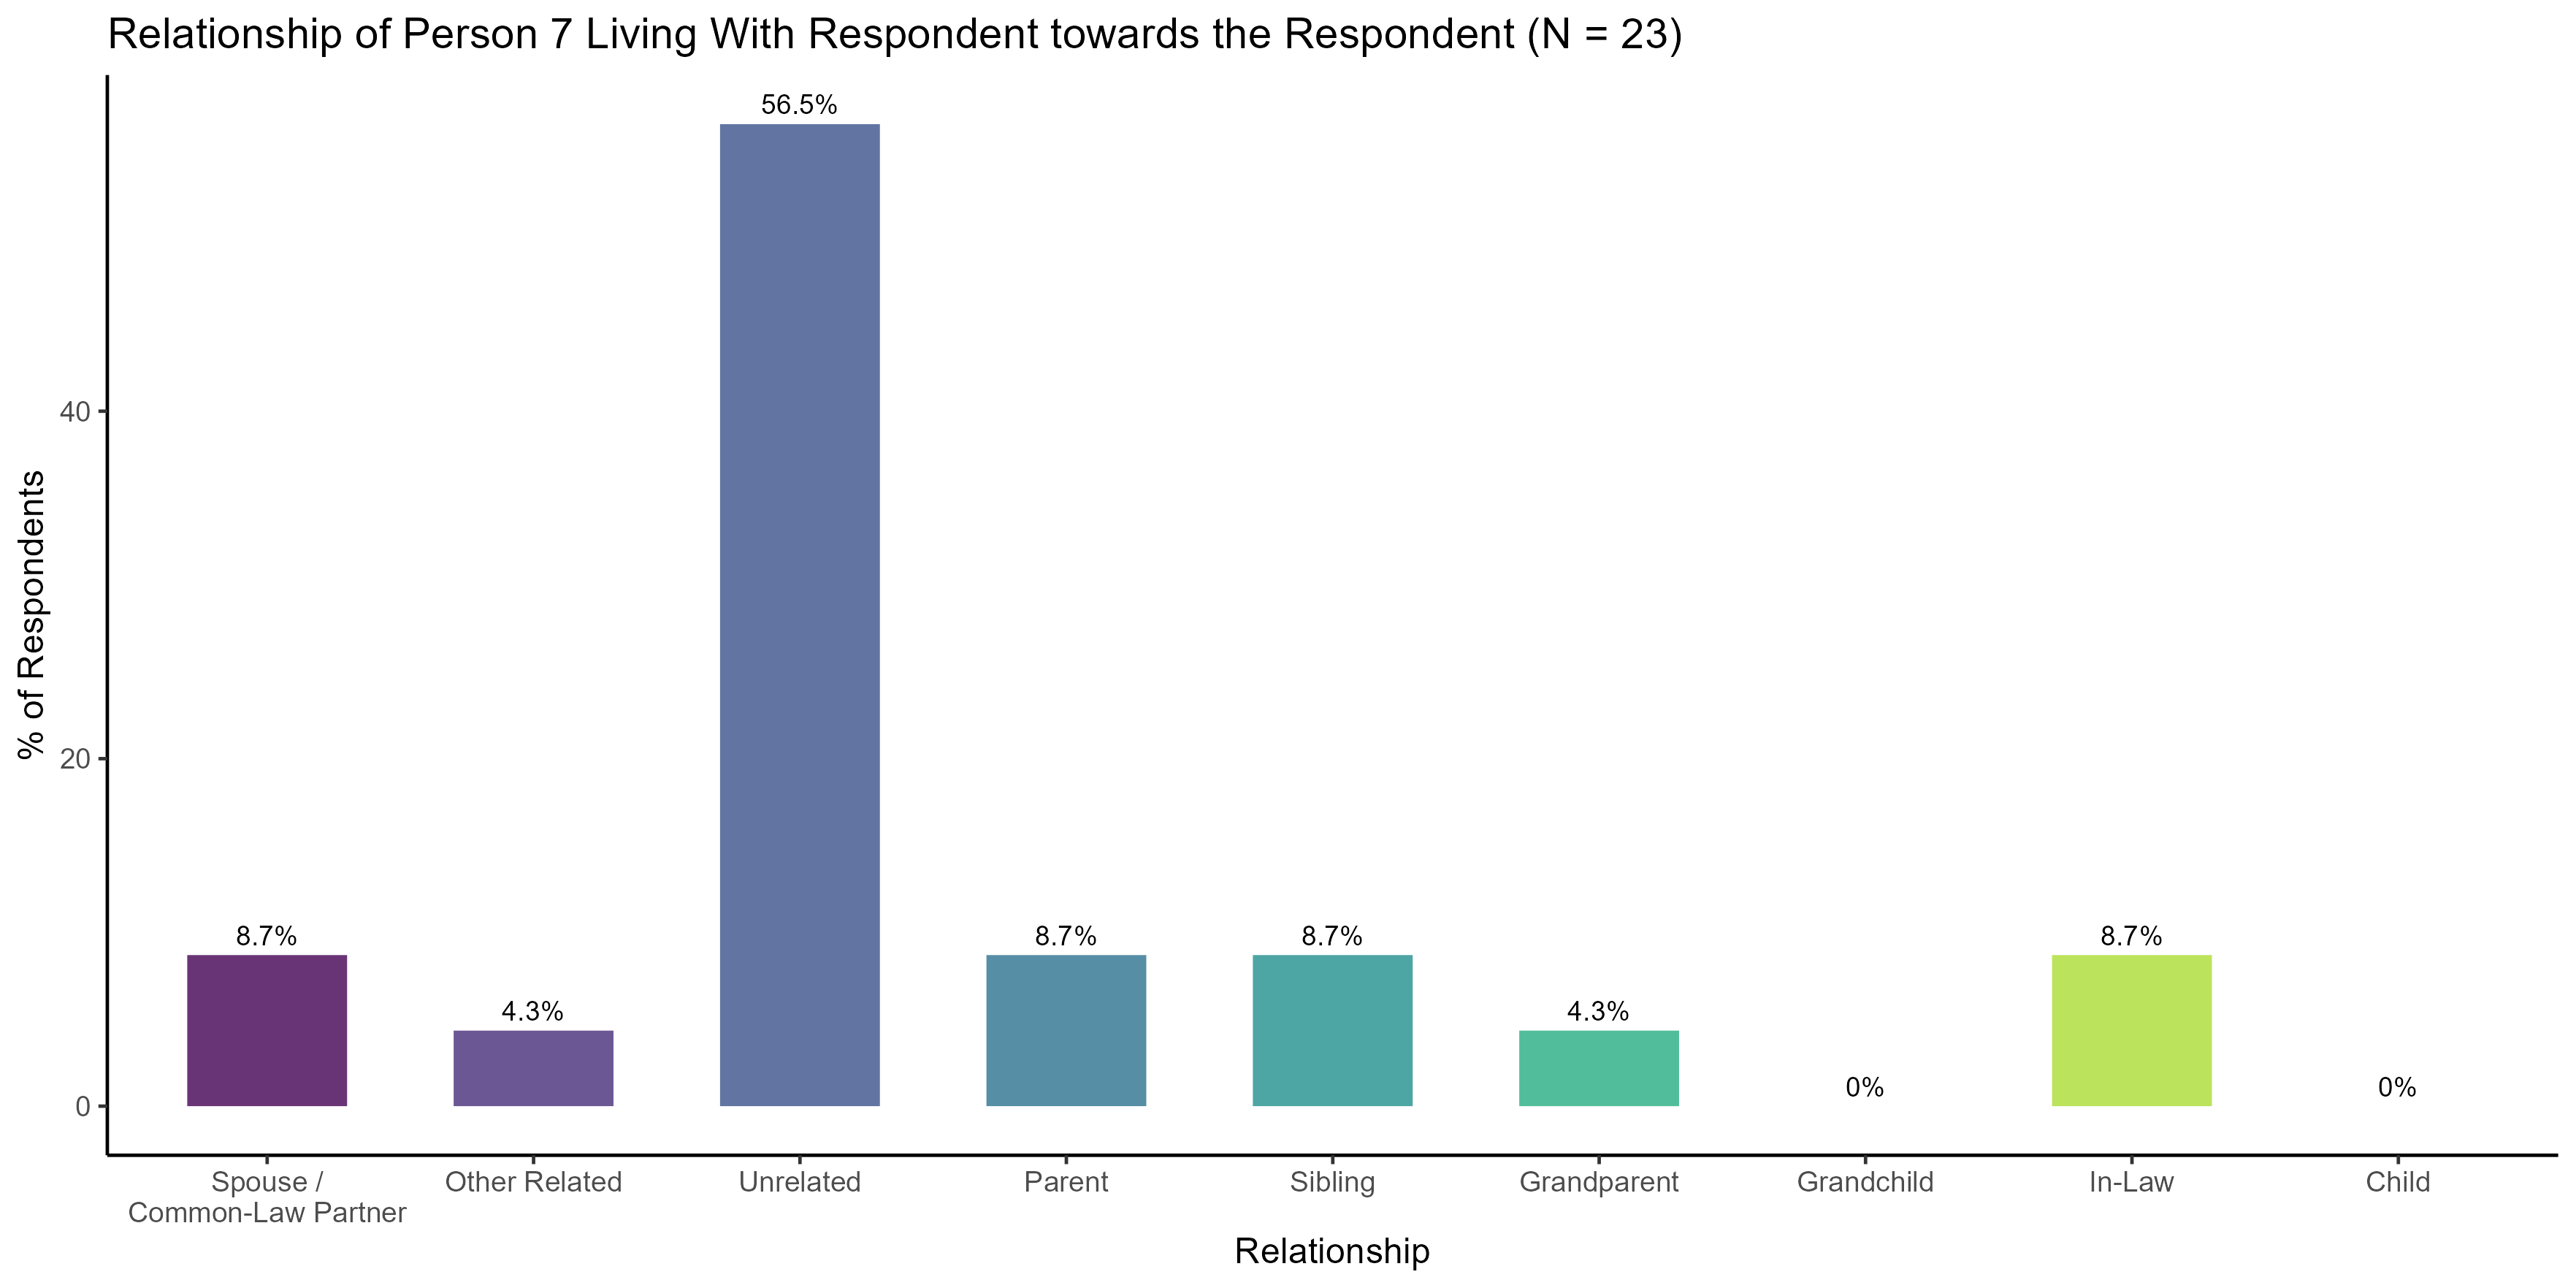 Relationship of Person 7 Living With Respondent towards the Respondent (N = 23)
% of Respondents
40
20
0
8.7%
4.3%
56.5%
8.7%
8.7%
4.3%
0%
8.7%
0%
Spouse /
Common-Law Partner
Other Related
Unrelated
Parent
Sibling
Grandparent
Grandchild
In-Law
Child
Relationship